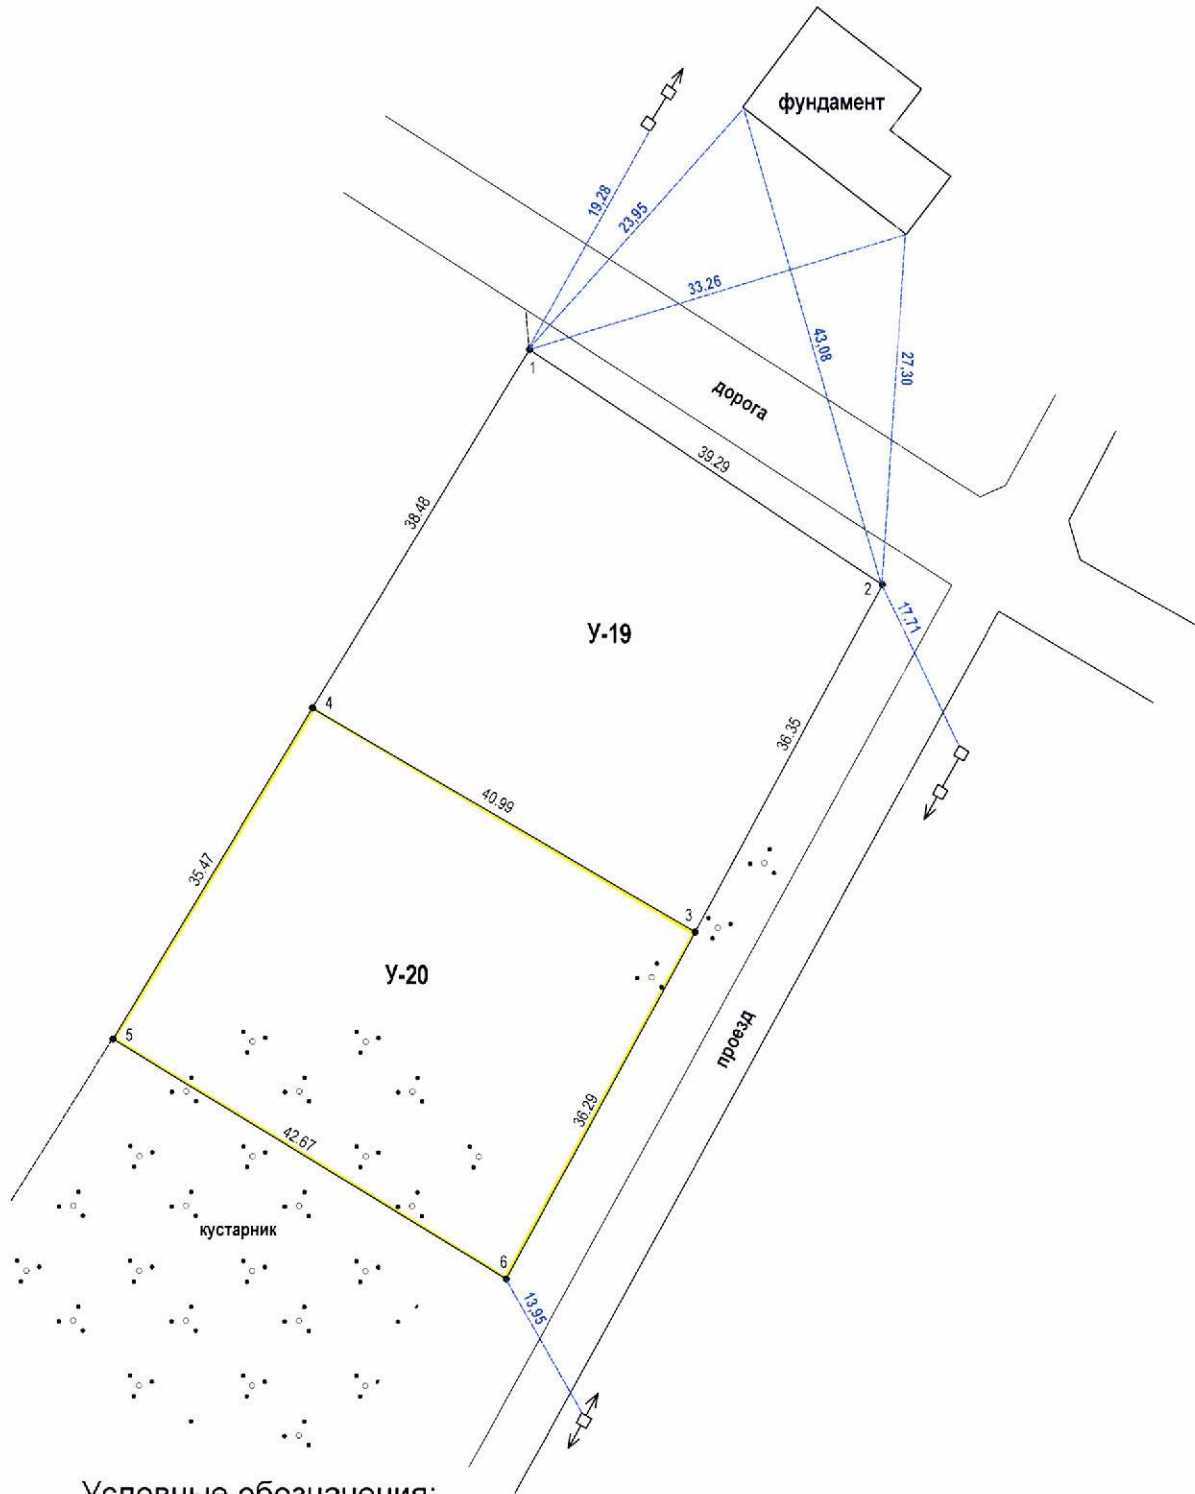 фундамент
19,28
23,95
33,26
43,08
27,30
1
дорога
39.29
38.48
2
17,71
У-19
4
36.35
40.99
35.47
3
У-20
5
проезд
36.29
42.67
кустарник
6
13,95
Условные обозначения: